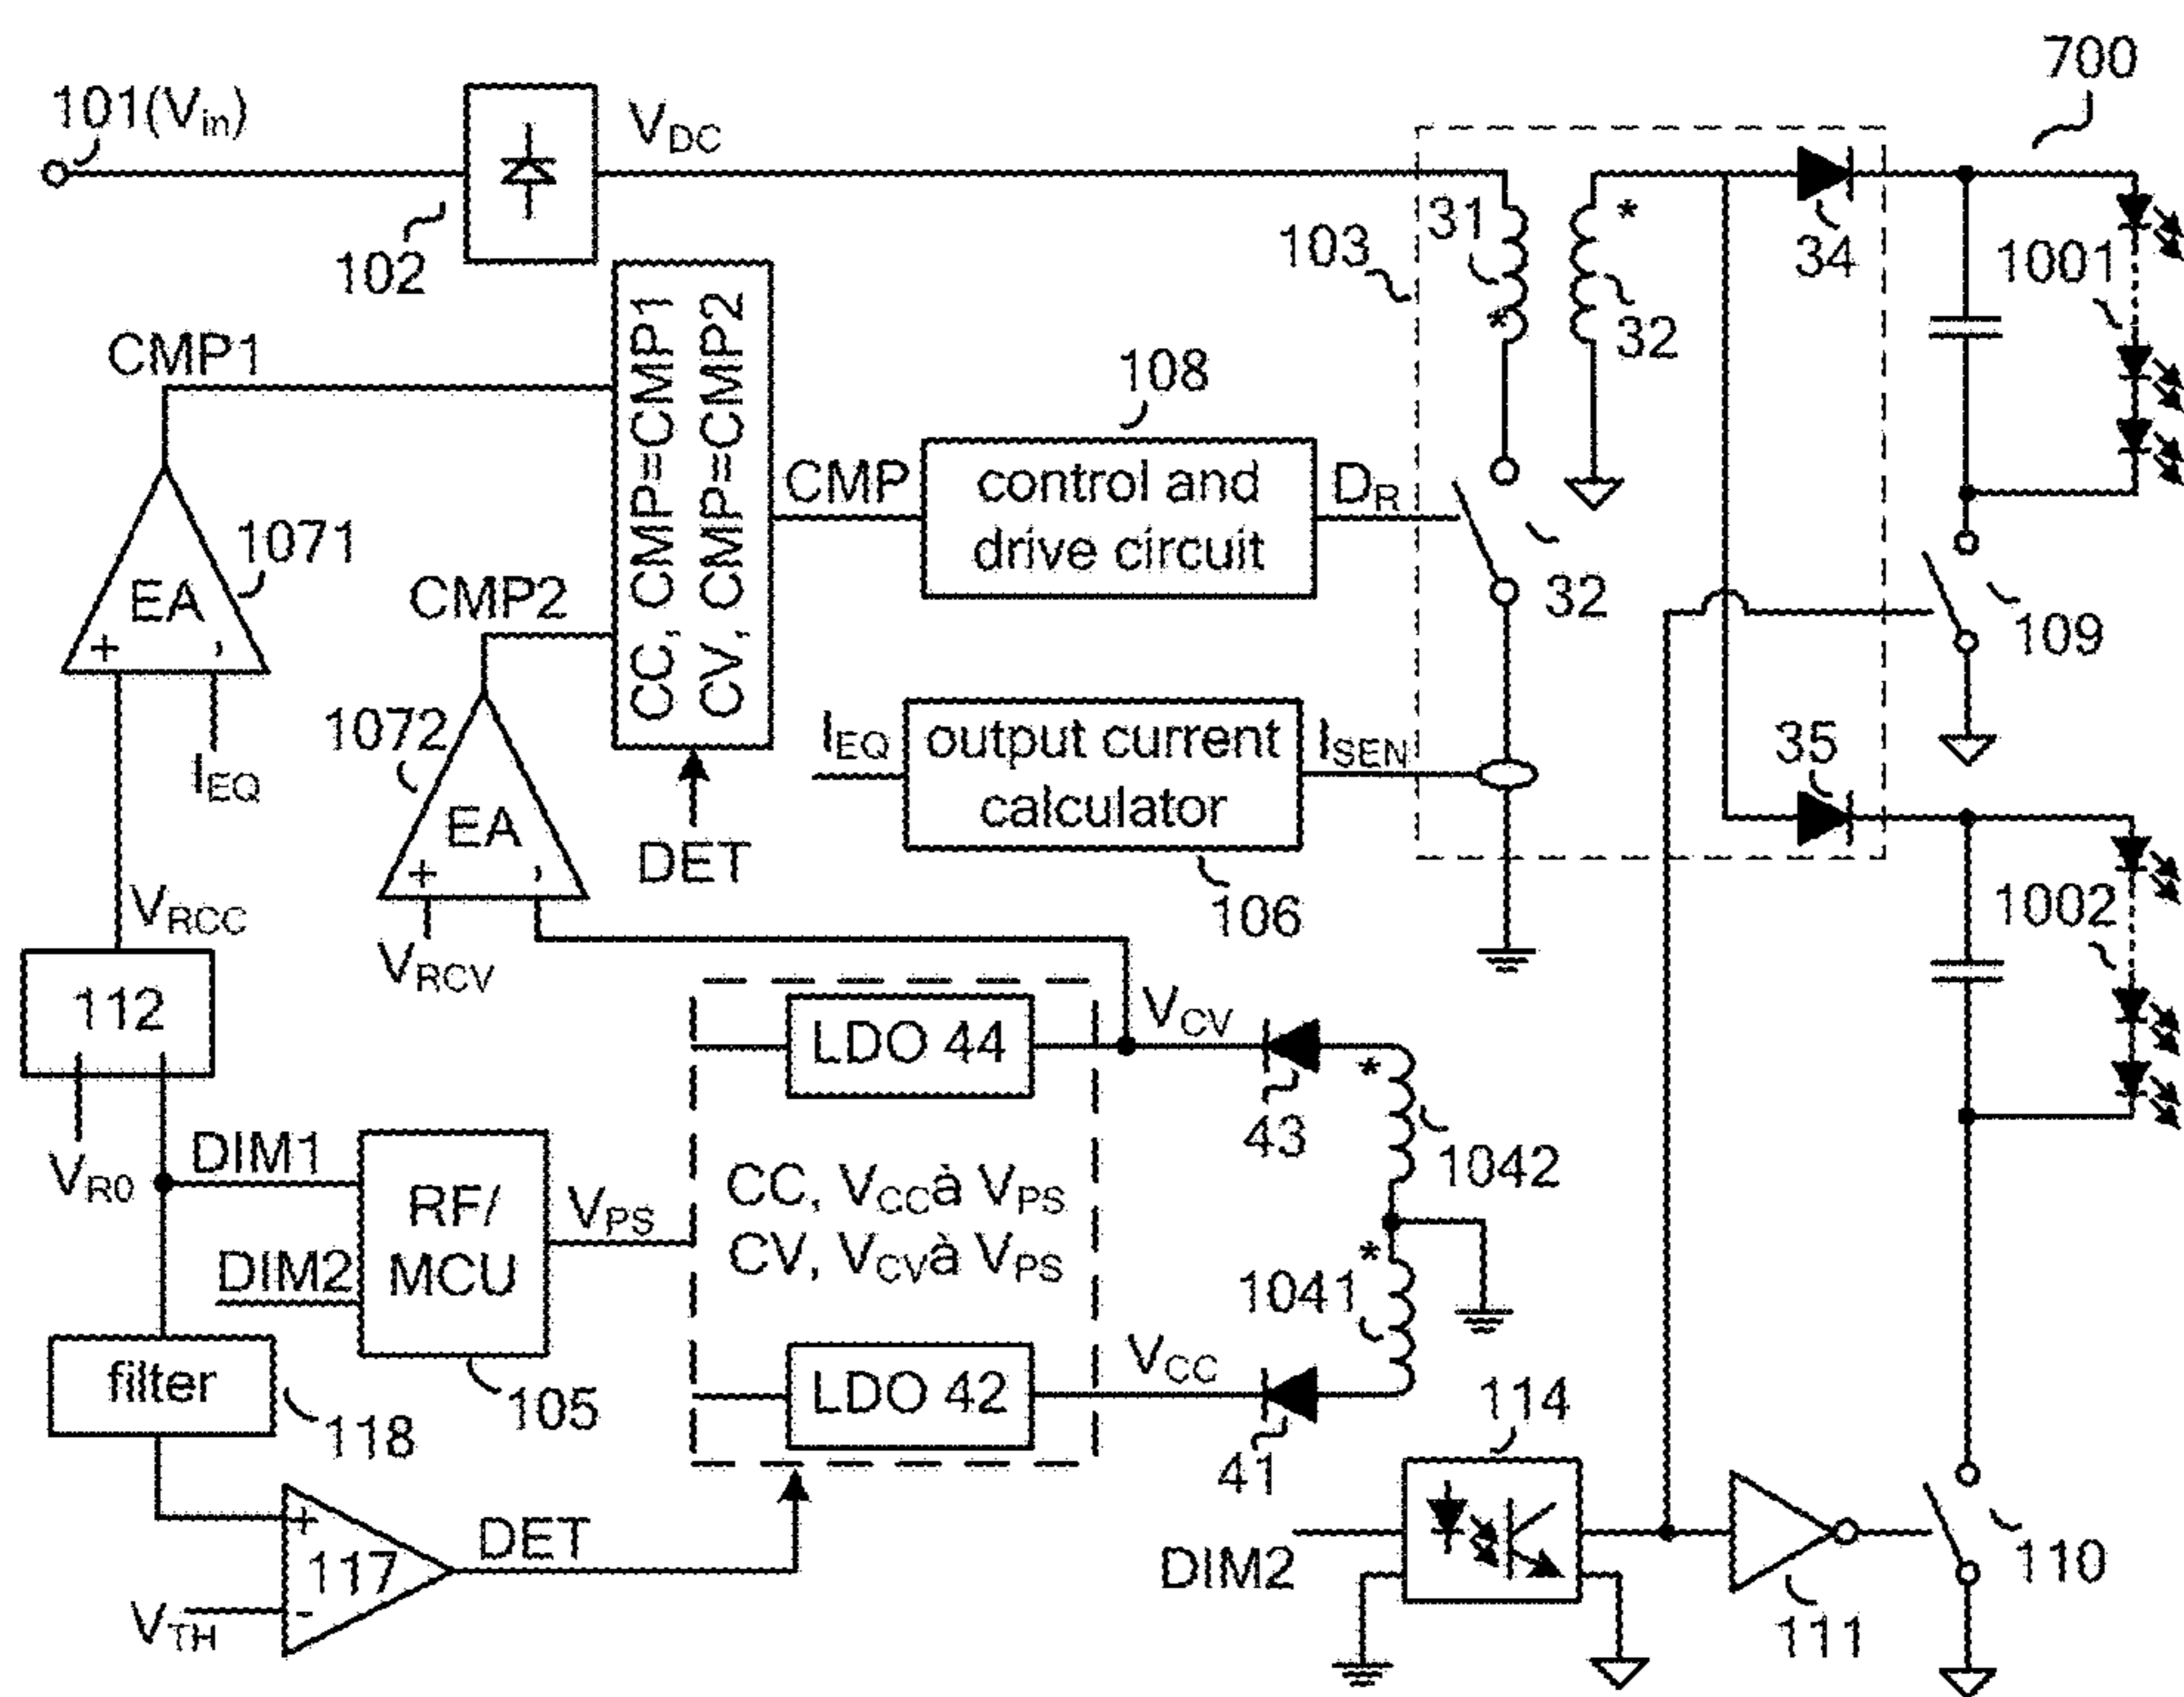 700
101(Vin)
VDC
102
103
31
*
*
32
34
1001
CMP1
CC, CMP=CMP1
CV, CMP=CMP2
108
CMP
control and
drive circuit
DR
32
109
EA
+
-
1071
IEQ
CMP2
1072
EA
+
-
DET
IEQ
output current
calculator
ISEN
106
35
1002
VRCC
VRCV
112
VR0
LDO 44
VCV
43
*
1042
DIM1
DIM2
RF/
MCU
105
VPS
CC, VCCà VPS
CV, VCVà VPS
*
1041
LDO 42
VCC
41
filter
118
+
117
-
VTH
DET
114
DIM2
111
110